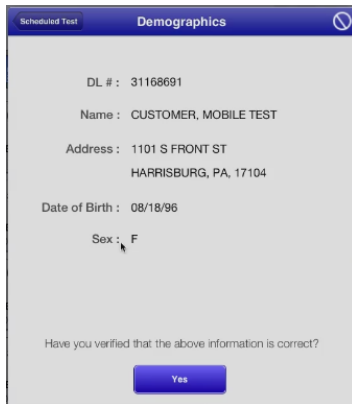 Scheduled Test
Demographics
DL # : 31168691
Name : CUSTOMER, MOBILE TEST
Address : 1101 S FRONT ST
HARRISBURG, PA, 17104
Date of Birth : 08/18/96
Sex : F
Have you verified that the above information is correct?
Yes